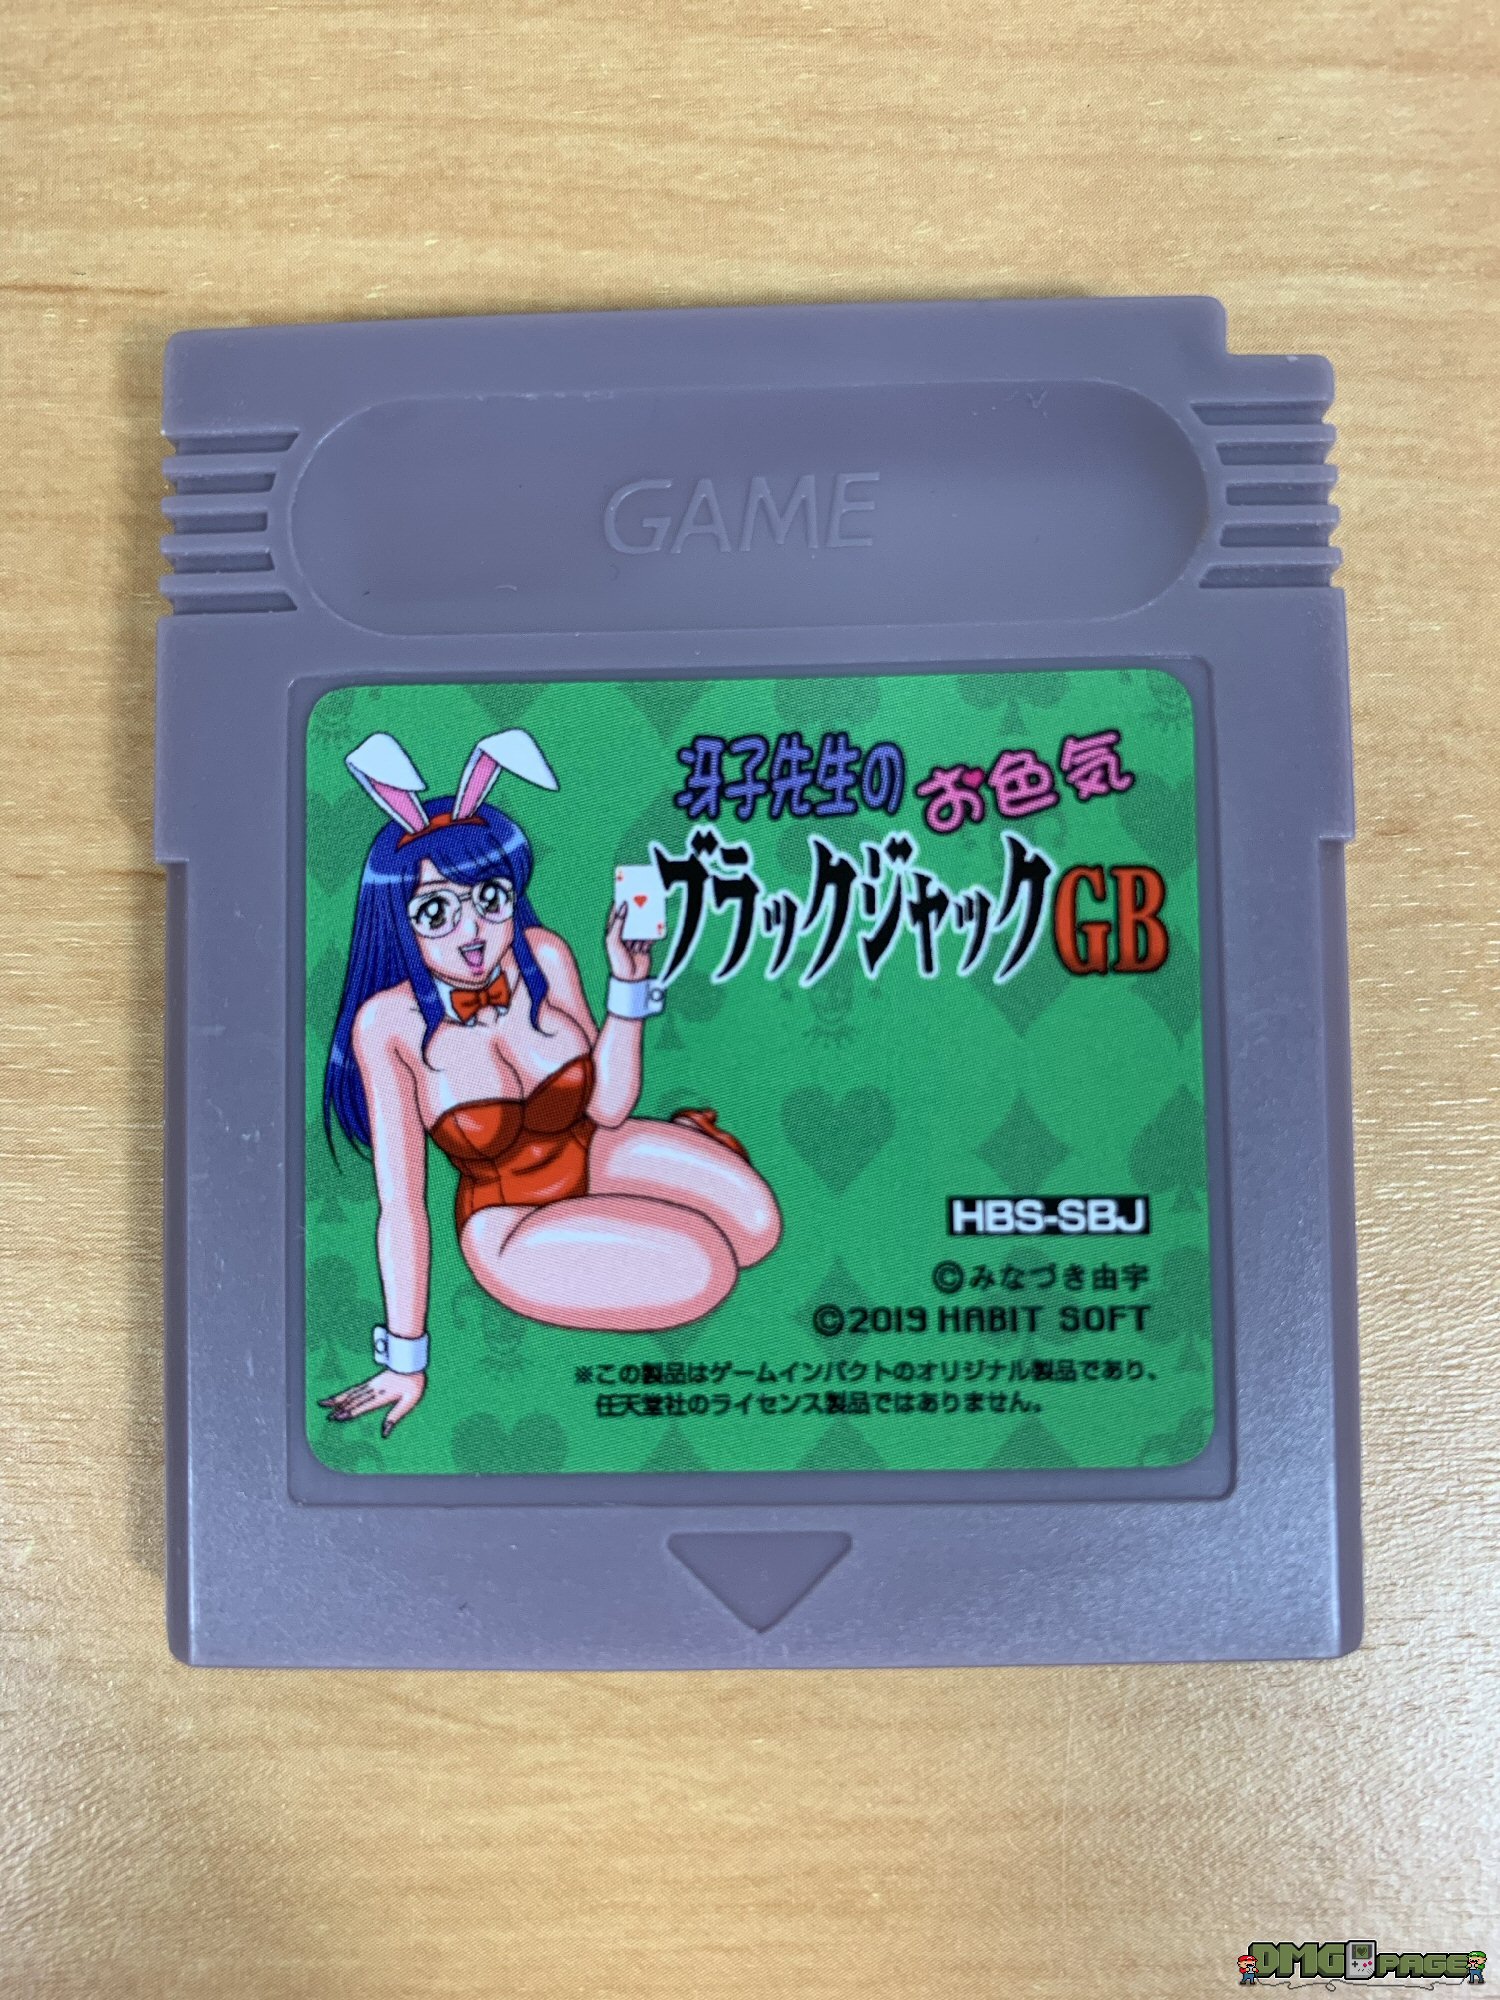 GAME
冴子先生のお色気
ブラックジャックGB
HBS-SBJ
©みなづき由宇
©2019 HABIT SOFT
※この製品はゲームインパクトのオリジナル製品であり、
任天堂社のライセンス製品ではありません。
DMG PAGE